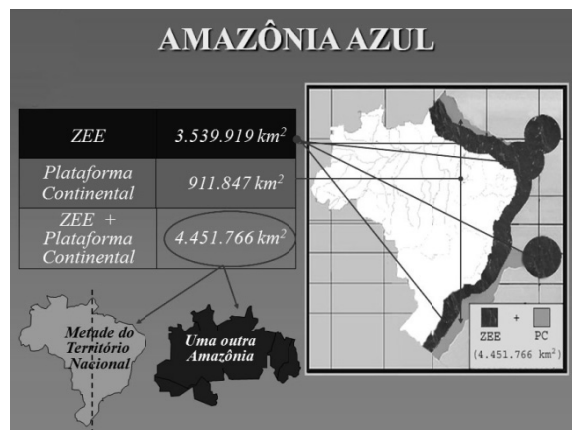 AMAZÔNIA AZUL
ZEE
3.539.919 km²
Plataforma
Continental
911.847 km²
ZEE +
Plataforma
Continental
4.451.766 km²
Metade do
Território
Nacional
Uma outra
Amazônia
ZEE + PC
(4.451.766 km²)